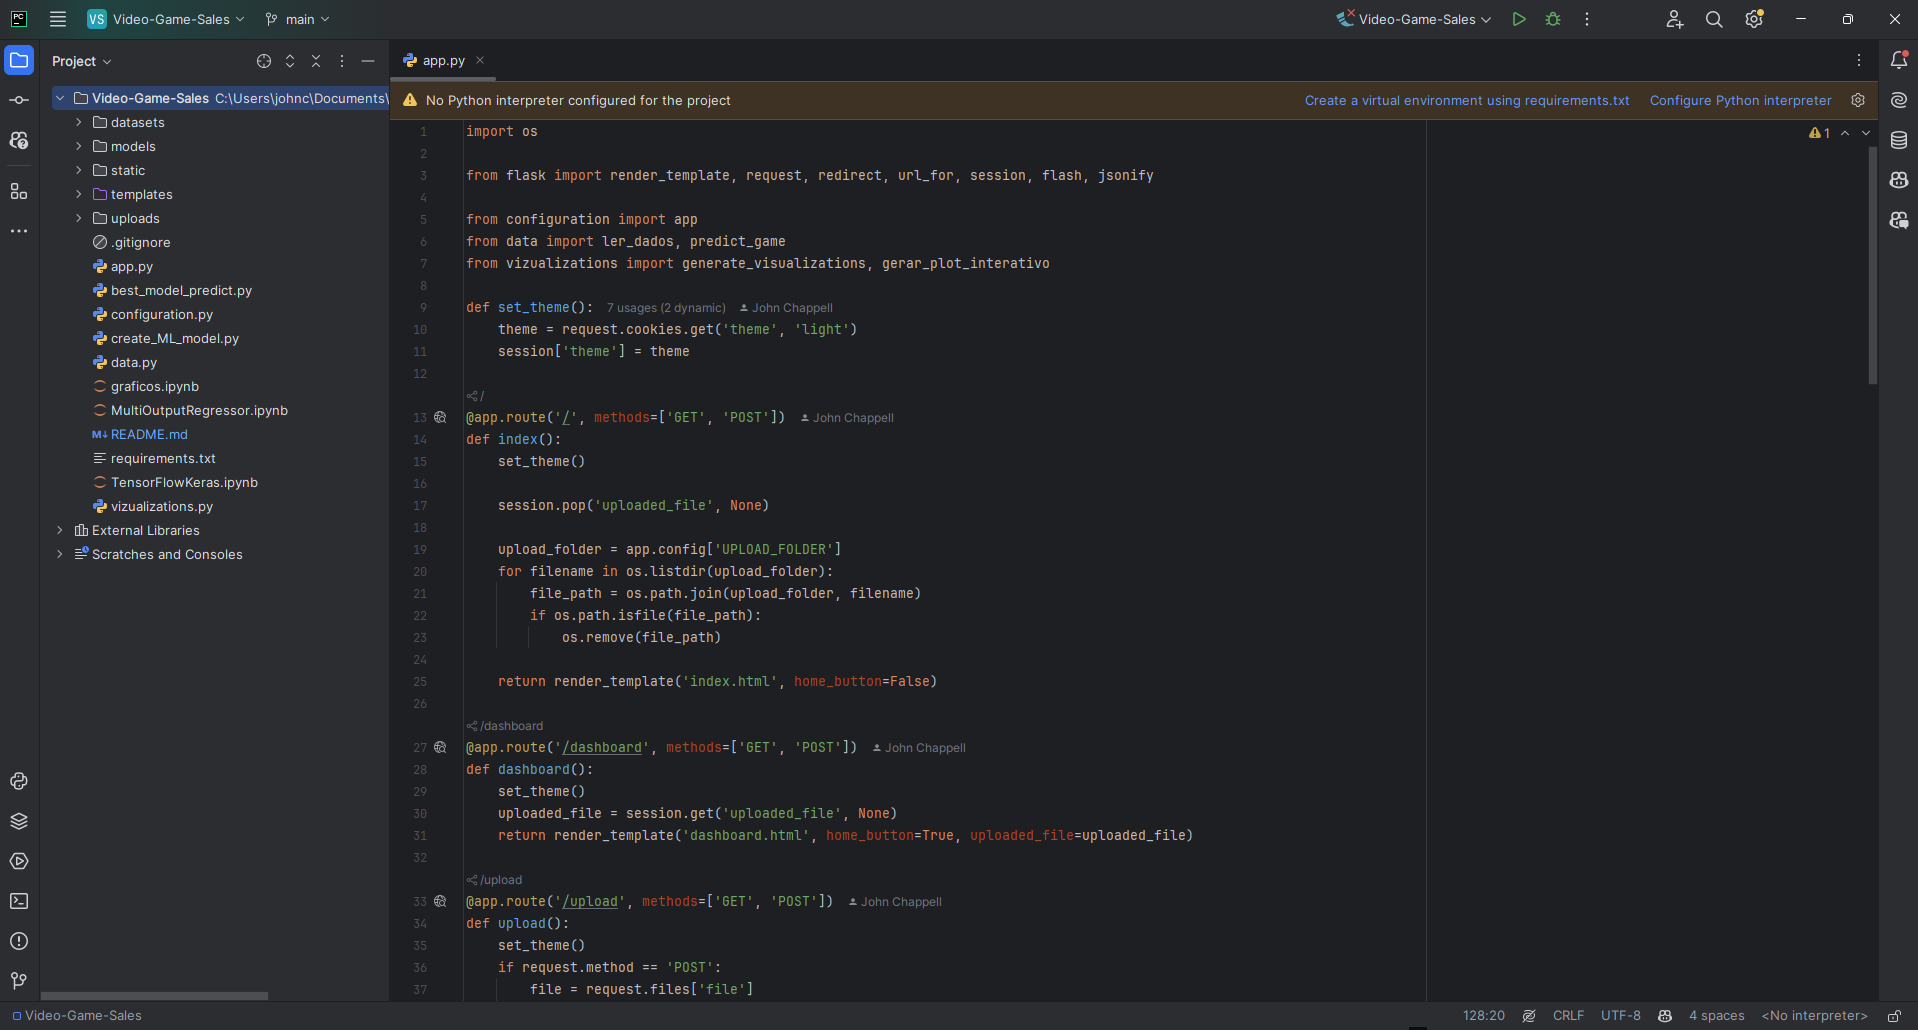 PC
VS Video-Game-Sales
main
Video-Game-Sales
Project
app.py
Video-Game-Sales C:\Users\johnc\Documents\
datasets
models
static
templates
uploads
.gitignore
app.py
best_model_predict.py
configuration.py
create_ML_model.py
data.py
graficos.ipynb
MultiOutputRegressor.ipynb
M↓ README.md
requirements.txt
TensorFlowKeras.ipynb
vizualizations.py
External Libraries
Scratches and Consoles
No Python interpreter configured for the project
Create a virtual environment using requirements.txt
Configure Python interpreter
1
1 import os
2
3 from flask import render_template, request, redirect, url_for, session, flash, jsonify
4
5 from configuration import app
6 from data import ler_dados, predict_game
7 from vizualizations import generate_visualizations, gerar_plot_interativo
8
9 def set_theme(): 7 usages (2 dynamic) John Chappell
10 theme = request.cookies.get('theme', 'light')
11 session['theme'] = theme
12
/
13 @app.route('/', methods=['GET', 'POST']) John Chappell
14 def index():
15 set_theme()
16
17 session.pop('uploaded_file', None)
18
19 upload_folder = app.config['UPLOAD_FOLDER']
20 for filename in os.listdir(upload_folder):
21 file_path = os.path.join(upload_folder, filename)
22 if os.path.isfile(file_path):
23 os.remove(file_path)
24
25 return render_template('index.html', home_button=False)
26
/dashboard
27 @app.route('/dashboard', methods=['GET', 'POST']) John Chappell
28 def dashboard():
29 set_theme()
30 uploaded_file = session.get('uploaded_file', None)
31 return render_template('dashboard.html', home_button=True, uploaded_file=uploaded_file)
32
/upload
33 @app.route('/upload', methods=['GET', 'POST']) John Chappell
34 def upload():
35 set_theme()
36 if request.method == 'POST':
37 file = request.files['file']
Video-Game-Sales
128:20
CRLF
UTF-8
4 spaces
<No interpreter>